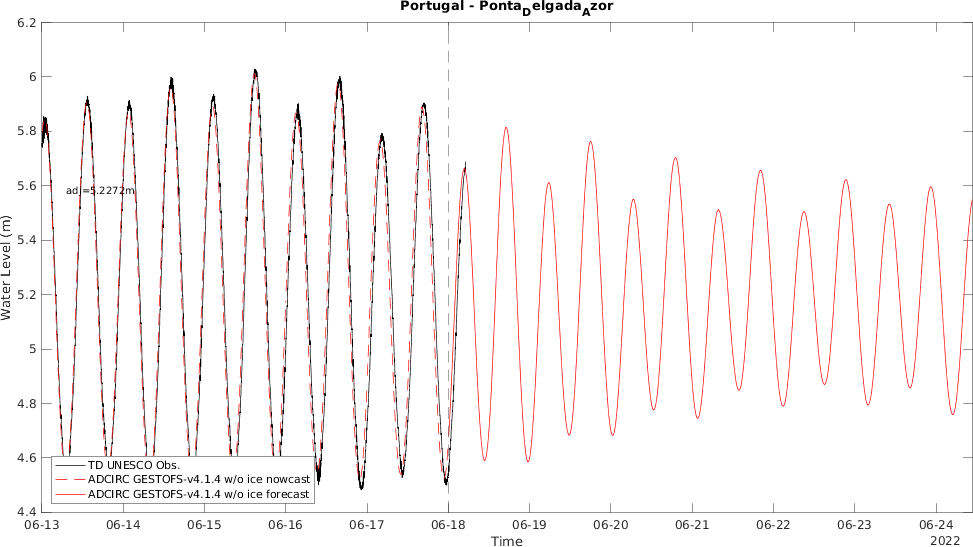 Portugal - PontaDelgadaAzor
6.2
6
5.8
5.6
5.4
5.2
5
4.8
4.6
4.4
Water Level (m)
adj=5.2272m
TD UNESCO Obs.
ADCIRC GESTOFS-v4.1.4 w/o ice nowcast
ADCIRC GESTOFS-v4.1.4 w/o ice forecast
06-13 06-14 06-15 06-16 06-17 06-18 06-19 06-20 06-21 06-22 06-23 06-24
Time
2022